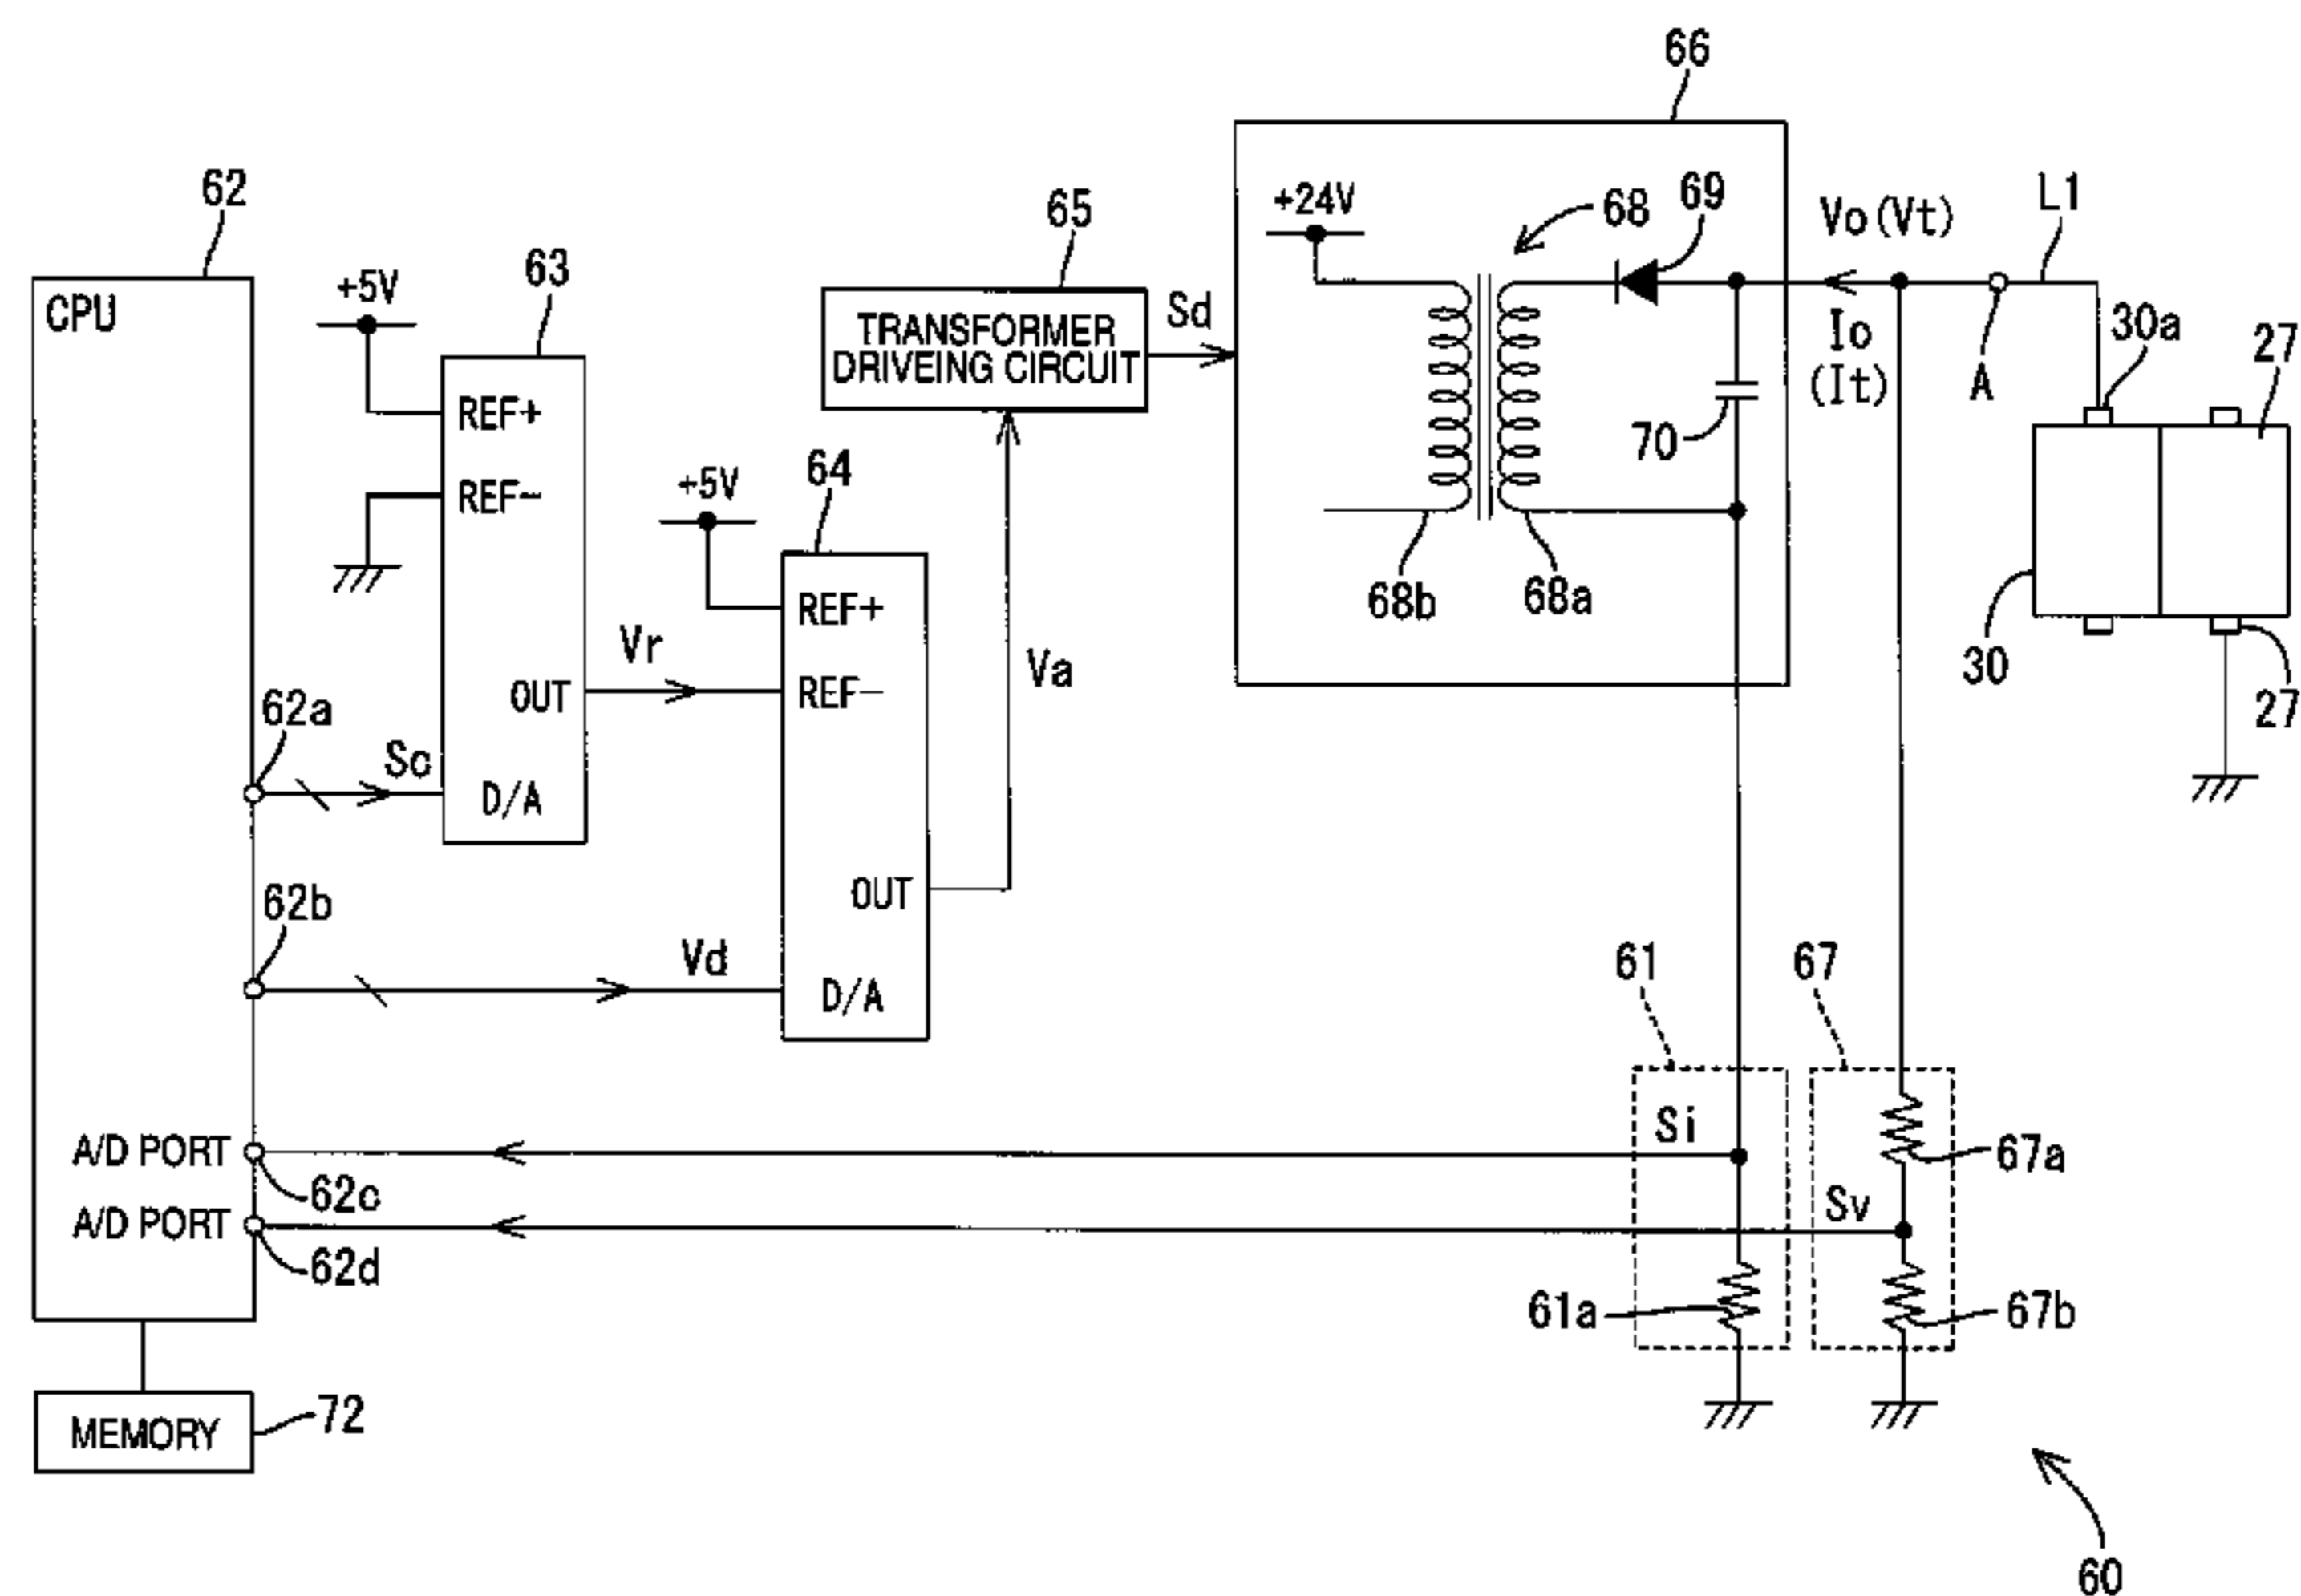 66
62
CPU
+5V
63
REF+
REF-
OUT
D/A
Vr
62a
Sc
62b
Vd
+5V
64
REF+
REF-
OUT
D/A
Va
65
TRANSFORMER
DRIVEING CIRCUIT
Sd
+24V
68
69
70
68b
68a
Vo(Vt)
Io
(It)
L1
A
30a
27
30
27
61
67
Si
Sv
67a
61a
67b
A/D PORT
62c
A/D PORT
62d
MEMORY
72
60